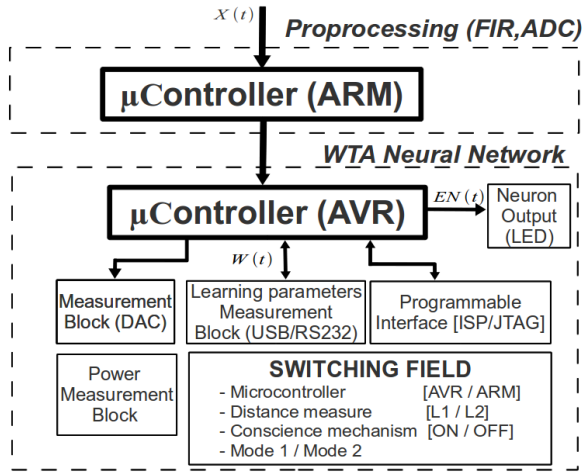 X(t)
Proprocessing (FIR,ADC)
μController (ARM)
WTA Neural Network
μController (AVR)
EN(t)
Neuron
Output
(LED)
W(t)
Measurement
Block (DAC)
Learning parameters
Measurement
Block (USB/RS232)
Programmable
Interface [ISP/JTAG]
Power
Measurement
Block
SWITCHING FIELD
- Microcontroller [AVR / ARM]
- Distance measure [L1 / L2]
- Conscience mechanism [ON / OFF]
- Mode 1 / Mode 2